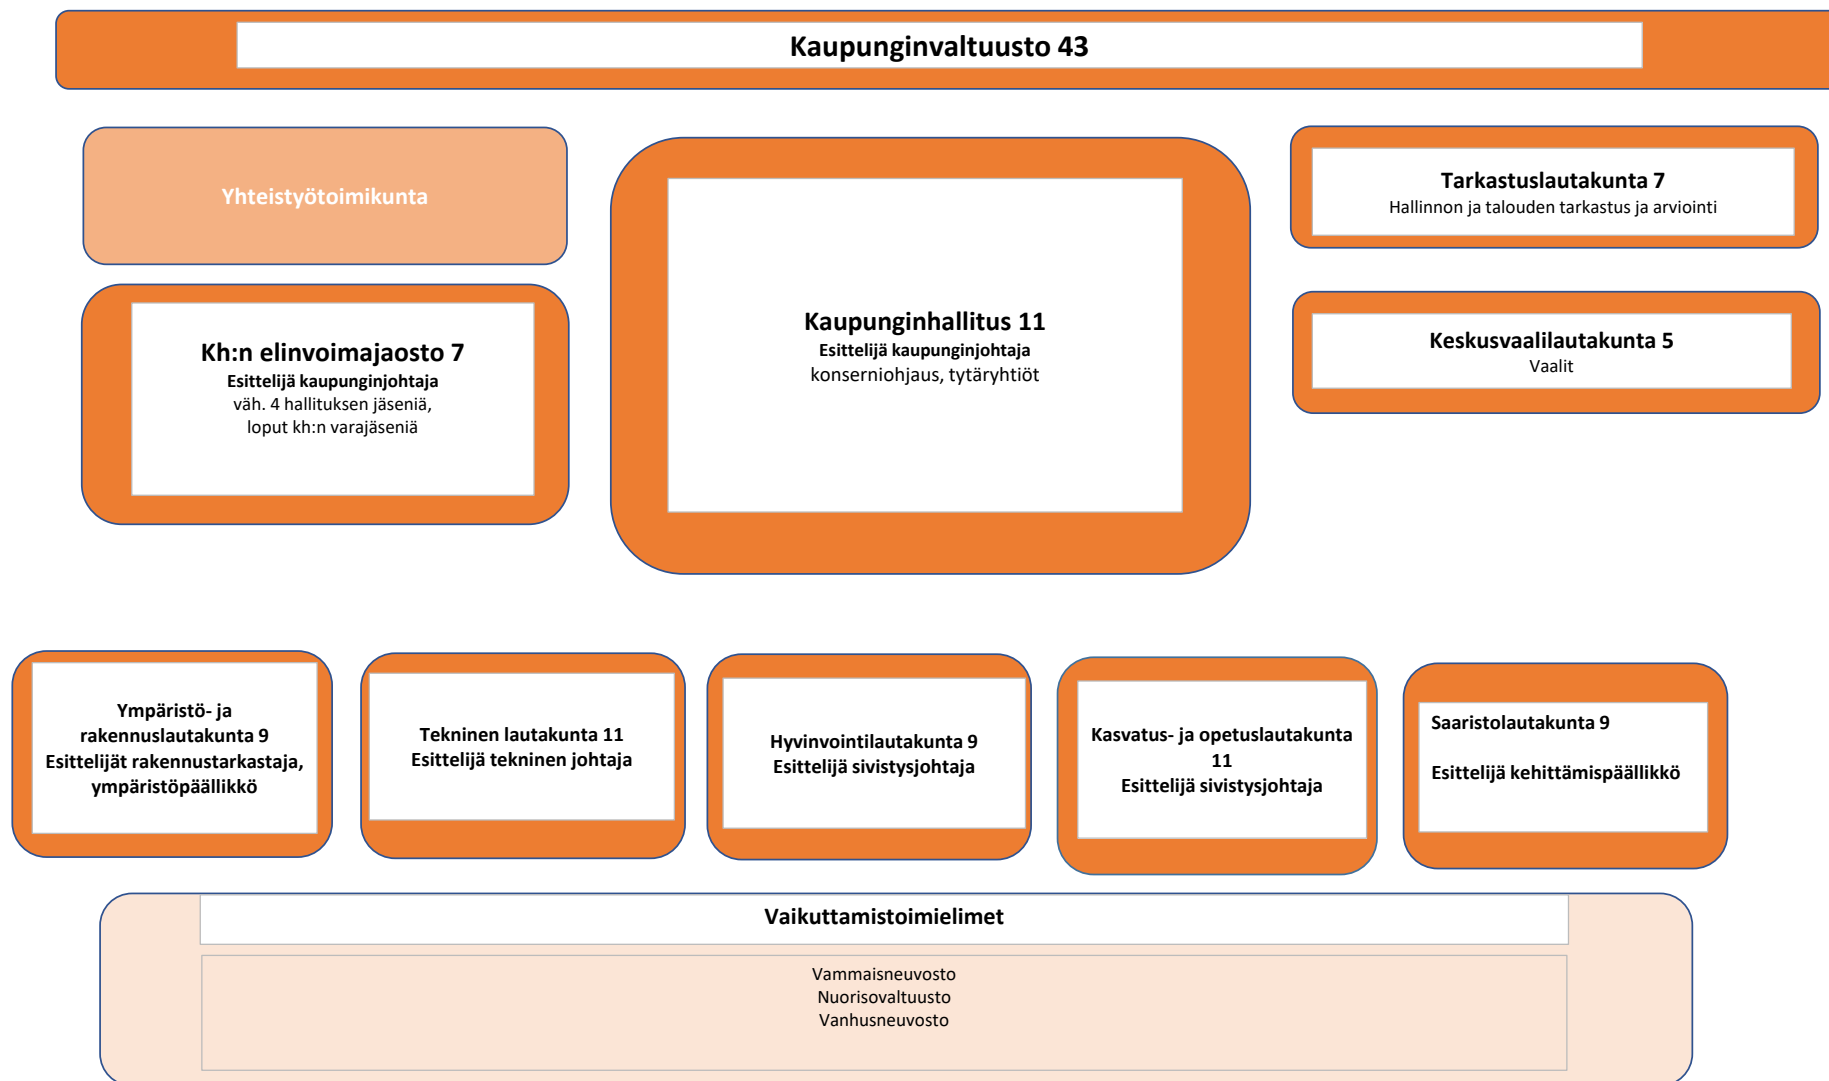 Kaupunginvaltuusto 43
Yhteistyötoimikunta
Kh:n elinvoimajaosto 7
Esittelijä kaupunginjohtaja
väh. 4 hallituksen jäseniä,
loput kh:n varajäseniä
Kaupunginhallitus 11
Esittelijä kaupunginjohtaja
konserniohjaus, tytäryhtiöt
Tarkastuslautakunta 7
Hallinnon ja talouden tarkastus ja arviointi
Keskusvaalilautakunta 5
Vaalit
Ympäristö- ja
rakennuslautakunta 9
Esittelijät rakennustarkastaja,
ympäristöpäällikkö
Tekninen lautakunta 11
Esittelijä tekninen johtaja
Hyvinvointilautakunta 9
Esittelijä sivistysjohtaja
Kasvatus- ja opetuslautakunta
11
Esittelijä sivistysjohtaja
Saaristolautakunta 9
Esittelijä kehittämispäällikkö
Vaikuttamistoimielimet
Vammaisneuvosto
Nuorisovaltuusto
Vanhusneuvosto